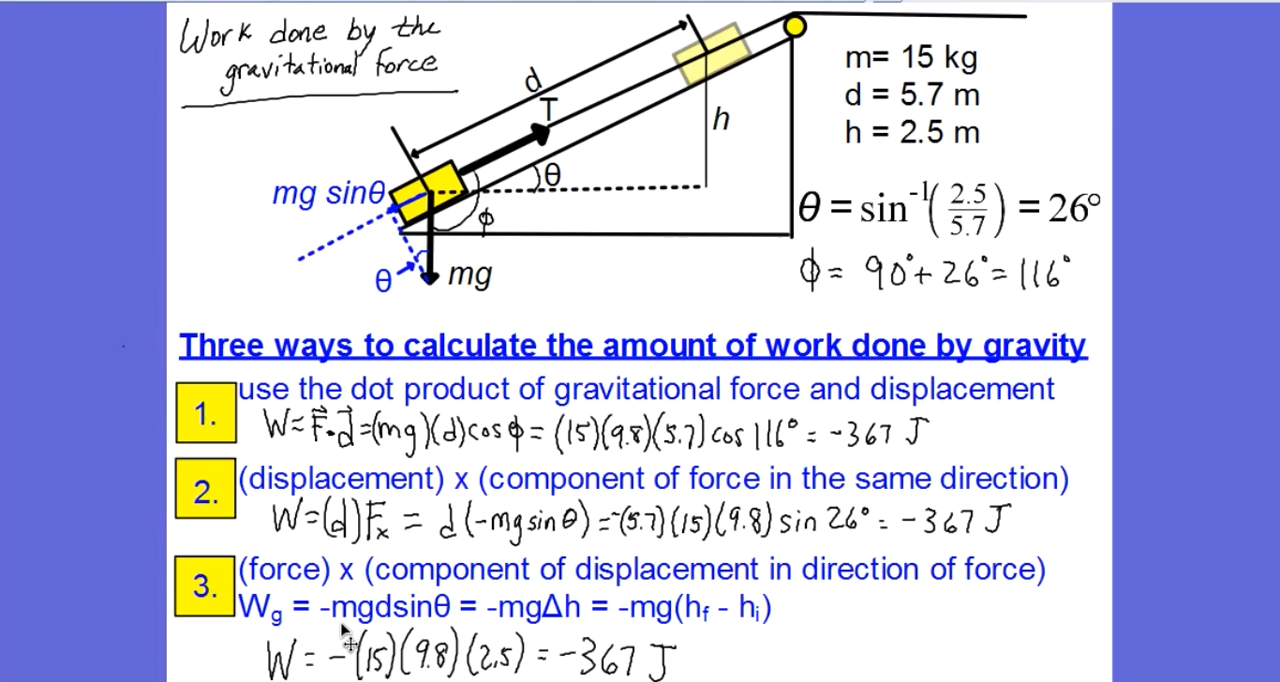 Work done by the
gravitational force
d
T
h
θ
mg sinθ
ϕ
θ
mg
m= 15 kg
d = 5.7 m
h = 2.5 m
θ = sin⁻¹(2.5/5.7) = 26°
ϕ = 90°+ 26° = 116°
Three ways to calculate the amount of work done by gravity
1. use the dot product of gravitational force and displacement
W = F⃗·d⃗ = (mg)(d)cos ϕ = (15)(9.8)(5.7) cos 116° = -367 J
2. (displacement) x (component of force in the same direction)
W = (d)Fₓ = d(-mg sin θ) = -(5.7)(15)(9.8) sin 26° = -367 J
3. (force) x (component of displacement in direction of force)
W_g = -mgdsinθ = -mgΔh = -mg(h_f - h_i)
W = -(15)(9.8)(2.5) = -367 J